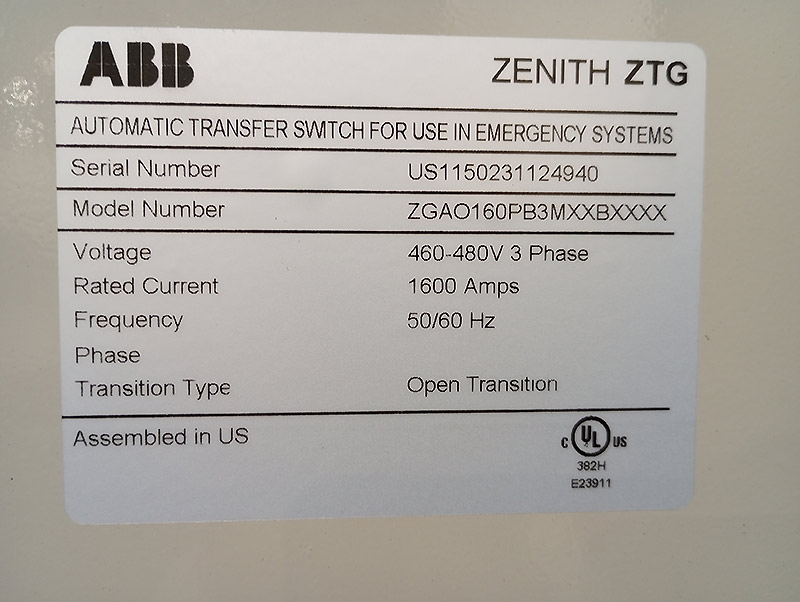 ABB ZENITH ZTG
AUTOMATIC TRANSFER SWITCH FOR USE IN EMERGENCY SYSTEMS
Serial Number US1150231124940
Model Number ZGAO160PB3MXXBXXXX
Voltage 460-480V 3 Phase
Rated Current 1600 Amps
Frequency 50/60 Hz
Phase
Transition Type Open Transition
Assembled in US
C UL US
382H
E23911